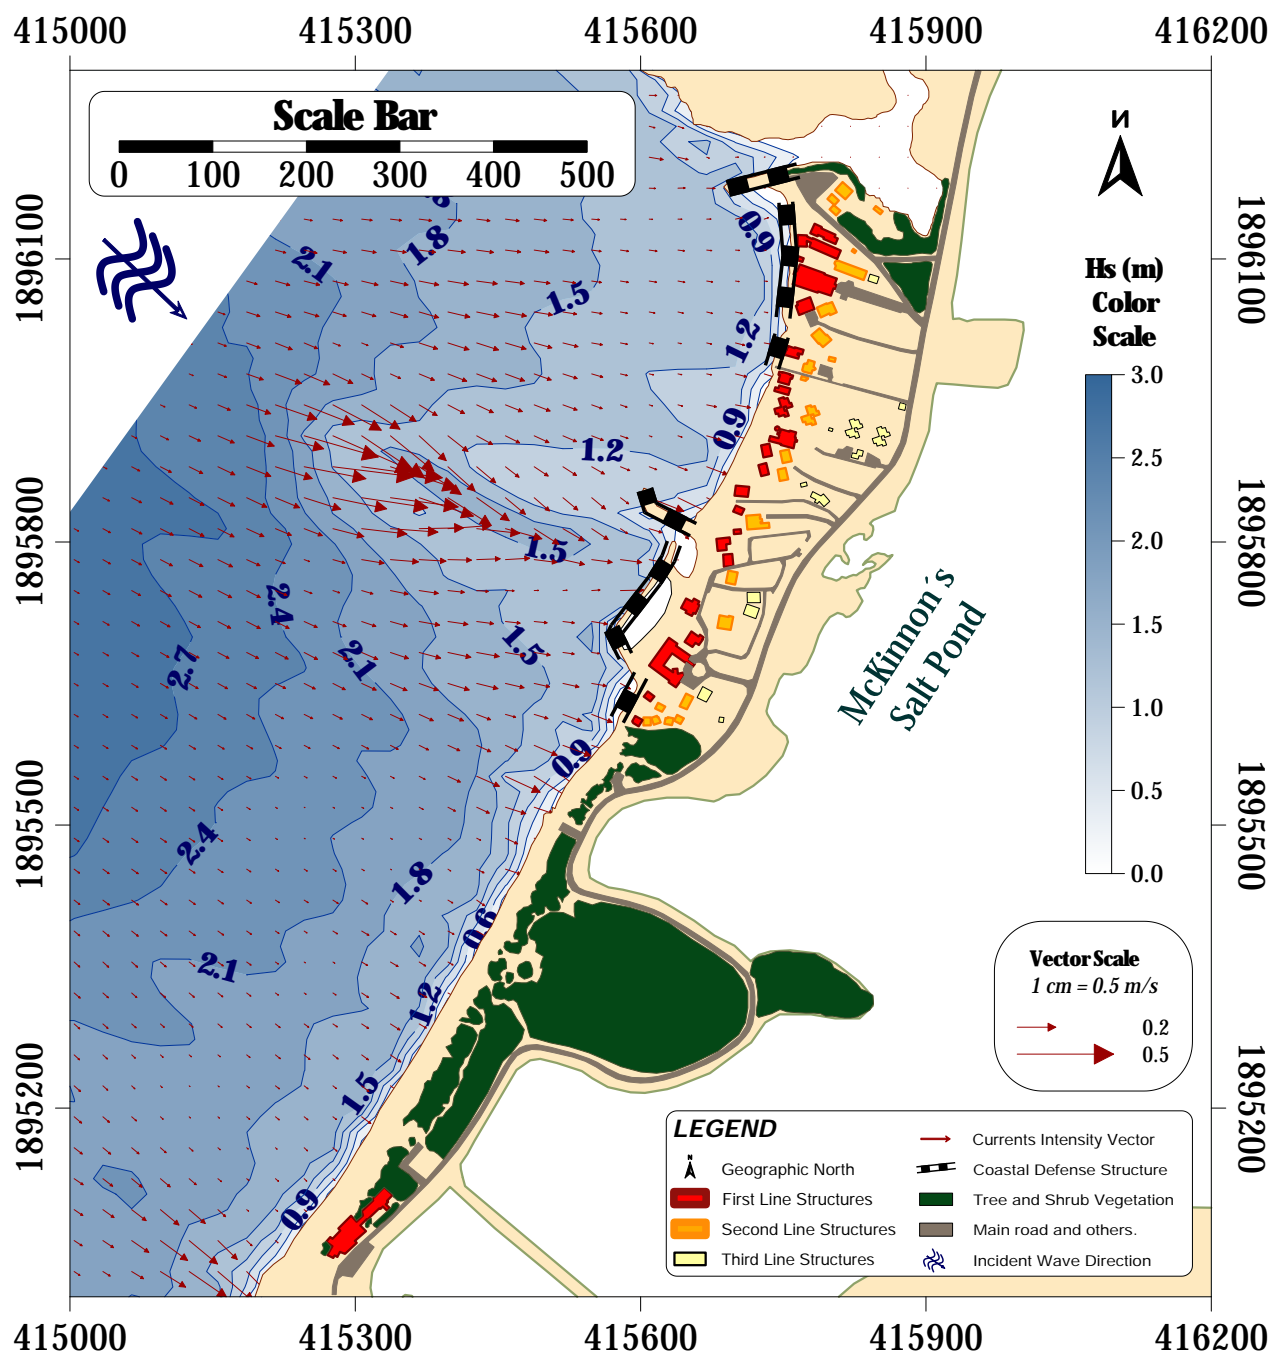 415000 415300 415600 415900 416200
Scale Bar
0 100 200 300 400 500
N
1896100
1895800
1895500
1895200
1896100
1895800
1895500
1895200
Hs (m)
Color
Scale
3.0
2.5
2.0
1.5
1.0
0.5
0.0
2.1
1.8
1.5
0.9
1.2
0.9
1.2
1.5
2.4
2.1
1.5
2.7
0.9
2.4
1.8
0.6
2.1
1.2
1.5
0.9
McKinnon´s
Salt Pond
Vector Scale
1 cm = 0.5 m/s
0.2
0.5
LEGEND
N
Geographic North
First Line Structures
Second Line Structures
Third Line Structures
Currents Intensity Vector
Coastal Defense Structure
Tree and Shrub Vegetation
Main road and others.
Incident Wave Direction
415000 415300 415600 415900 416200